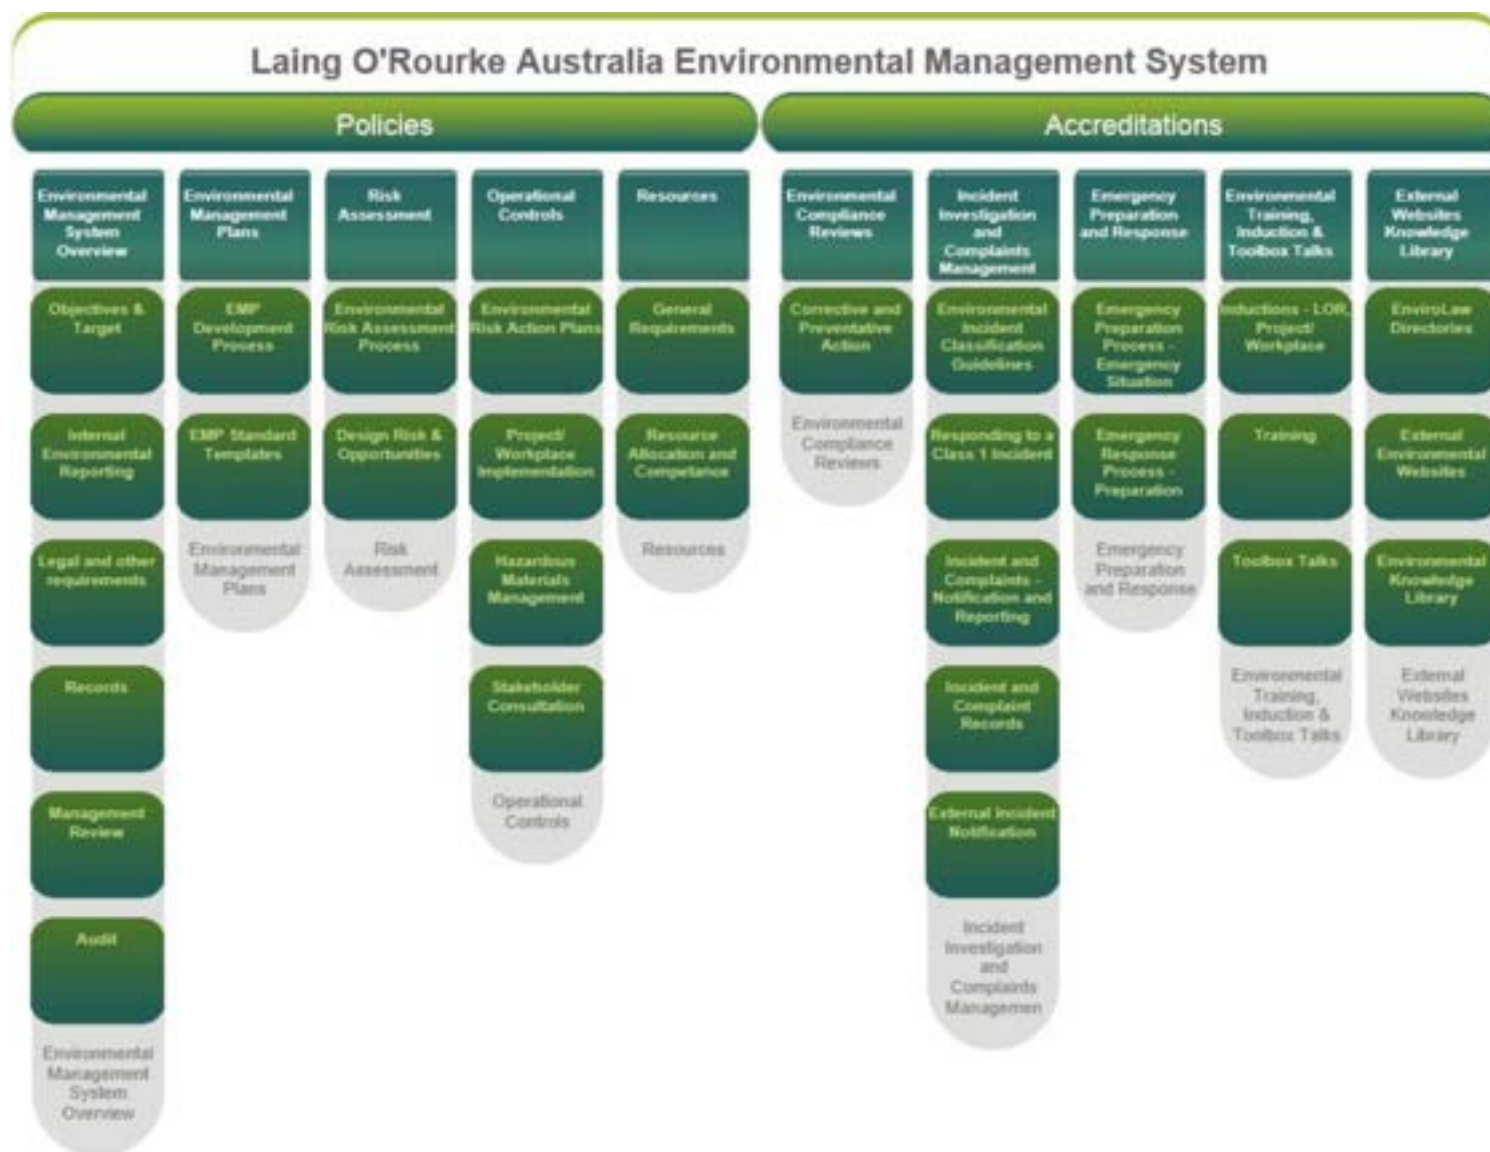 Laing O'Rourke Australia Environmental Management System
Policies
Accreditations
Environmental
Management
System
Overview
Objectives &
Target
Internal
Environmental
Reporting
Legal and other
requirements
Records
Management
Review
Audit
Environmental
Management
System
Overview
Environmental
Management
Plans
EMP
Development
Process
EMP Standard
Templates
Environmental
Management
Plans
Risk
Assessment
Environmental
Risk Assessment
Process
Design Risk &
Opportunities
Risk
Assessment
Operational
Controls
Environmental
Risk Action Plans
Project/
Workplace
Implementation
Hazardous
Materials
Management
Stakeholder
Consultation
Operational
Controls
Resources
General
Requirements
Resource
Allocation and
Competance
Resources
Environmental
Compliance
Reviews
Corrective and
Preventative
Action
Environmental
Compliance
Reviews
Incident
Investigation
and
Complaints
Management
Environmental
Incident
Classification
Guidelines
Responding to a
Class 1 Incident
Incident and
Complaints -
Notification and
Reporting
Incident and
Complaint
Records
External Incident
Notification
Incident
Investigation
and
Complaints
Managemen
Emergency
Preparation
and Response
Emergency
Preparation
Process -
Emergency
Situation
Emergency
Response
Process -
Preparation
Emergency
Preparation
and Response
Environmental
Training,
Induction &
Toolbox Talks
Inductions - LOR,
Project/
Workplace
Training
Toolbox Talks
Environmental
Training,
Induction &
Toolbox Talks
External
Websites
Knowledge
Library
EnviroLaw
Directories
External
Environmental
Websites
Environmental
Knowledge
Library
External
Websites
Knowledge
Library